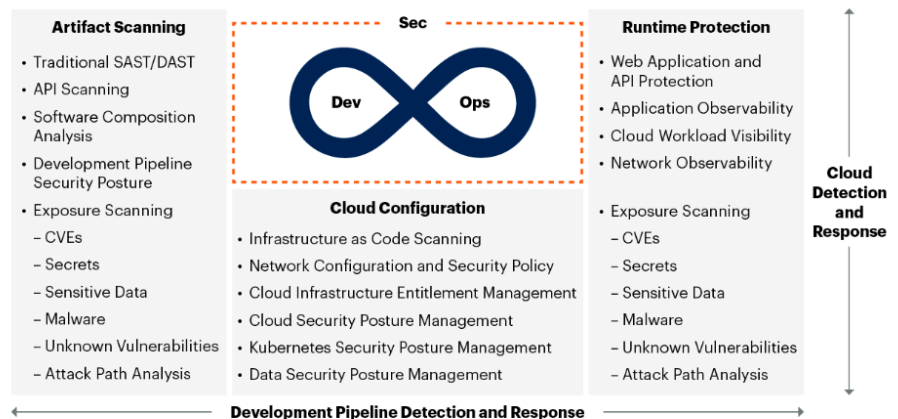 Artifact Scanning
• Traditional SAST/DAST
• API Scanning
• Software Composition
Analysis
• Development Pipeline
Security Posture
• Exposure Scanning
– CVEs
– Secrets
– Sensitive Data
– Malware
– Unknown Vulnerabilities
– Attack Path Analysis
Sec
Dev
Ops
Cloud Configuration
• Infrastructure as Code Scanning
• Network Configuration and Security Policy
• Cloud Infrastructure Entitlement Management
• Cloud Security Posture Management
• Kubernetes Security Posture Management
• Data Security Posture Management
Runtime Protection
• Web Application and
API Protection
• Application Observability
• Cloud Workload Visibility
• Network Observability
• Exposure Scanning
– CVEs
– Secrets
– Sensitive Data
– Malware
– Unknown Vulnerabilities
– Attack Path Analysis
Cloud
Detection
and
Response
Development Pipeline Detection and Response